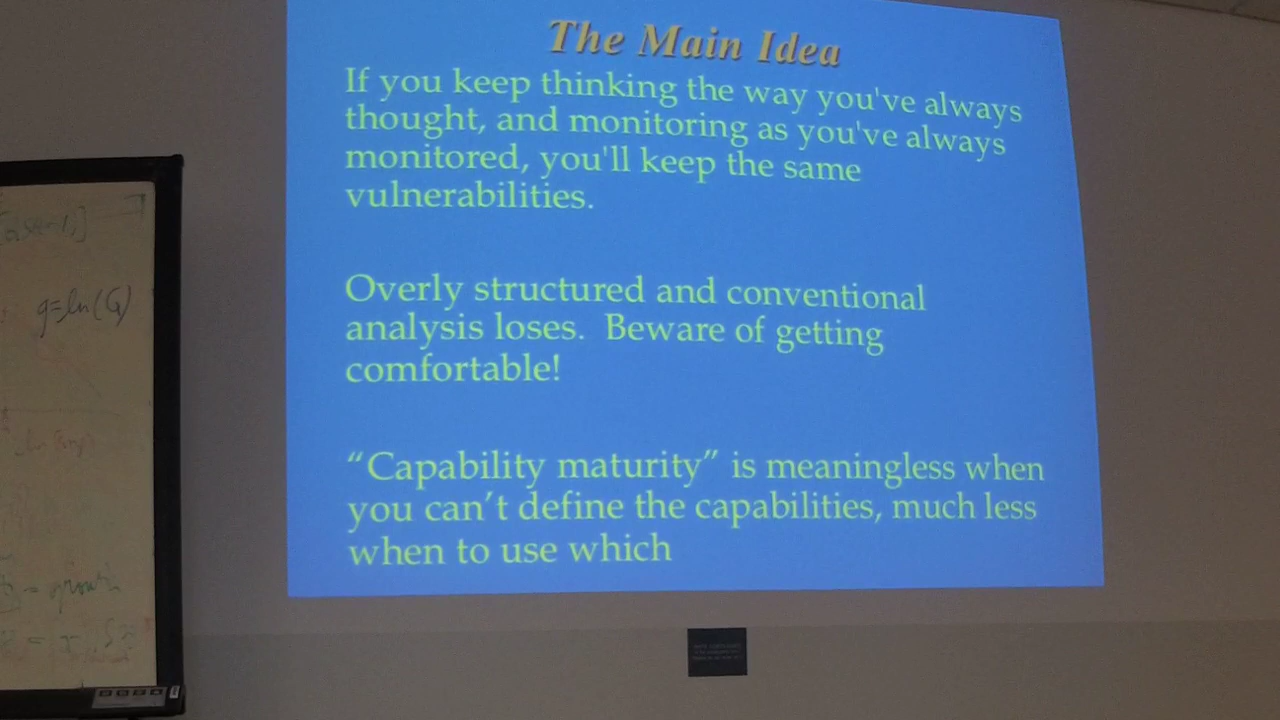 The Main Idea
If you keep thinking the way you've always
thought, and monitoring as you've always
monitored, you'll keep the same
vulnerabilities.
Overly structured and conventional
analysis loses.  Beware of getting
comfortable!
“Capability maturity” is meaningless when
you can’t define the capabilities, much less
when to use which
g=ln(G)
= growth